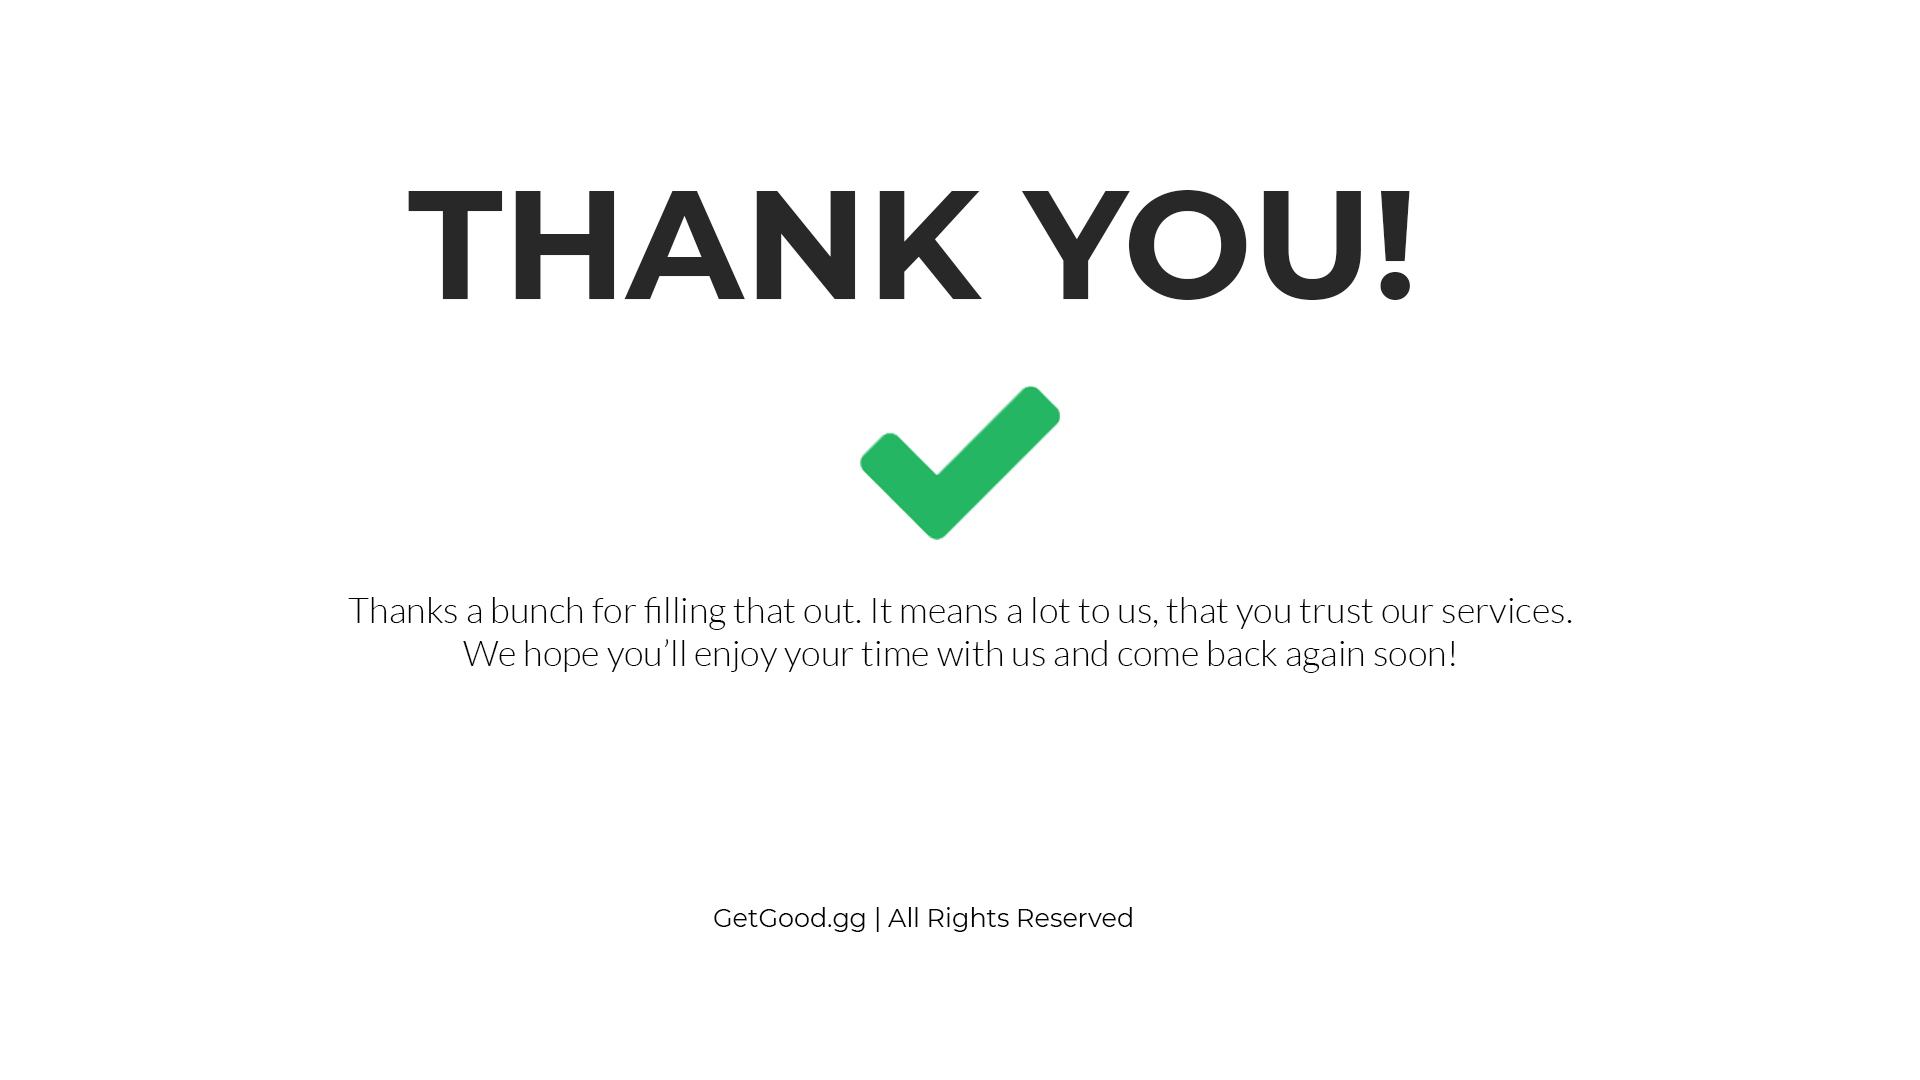 THANK YOU!
Thanks a bunch for filling that out. It means a lot to us, that you trust our services.
We hope you’ll enjoy your time with us and come back again soon!
GetGood.gg | All Rights Reserved